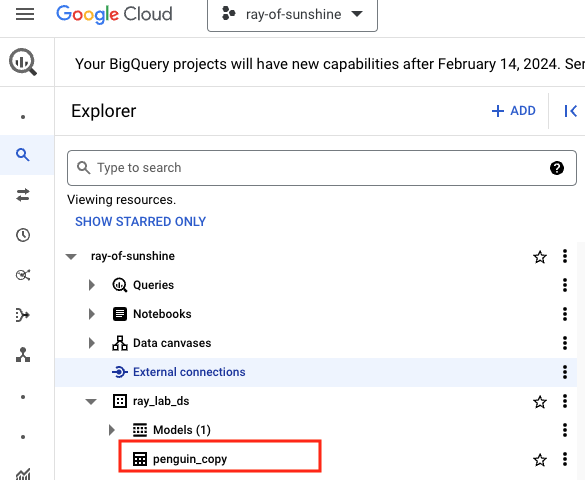 Google Cloud
ray-of-sunshine
Your BigQuery projects will have new capabilities after February 14, 2024. Ser
Explorer
+ ADD
Type to search
Viewing resources.
SHOW STARRED ONLY
ray-of-sunshine
Queries
Notebooks
Data canvases
External connections
ray_lab_ds
Models (1)
penguin_copy